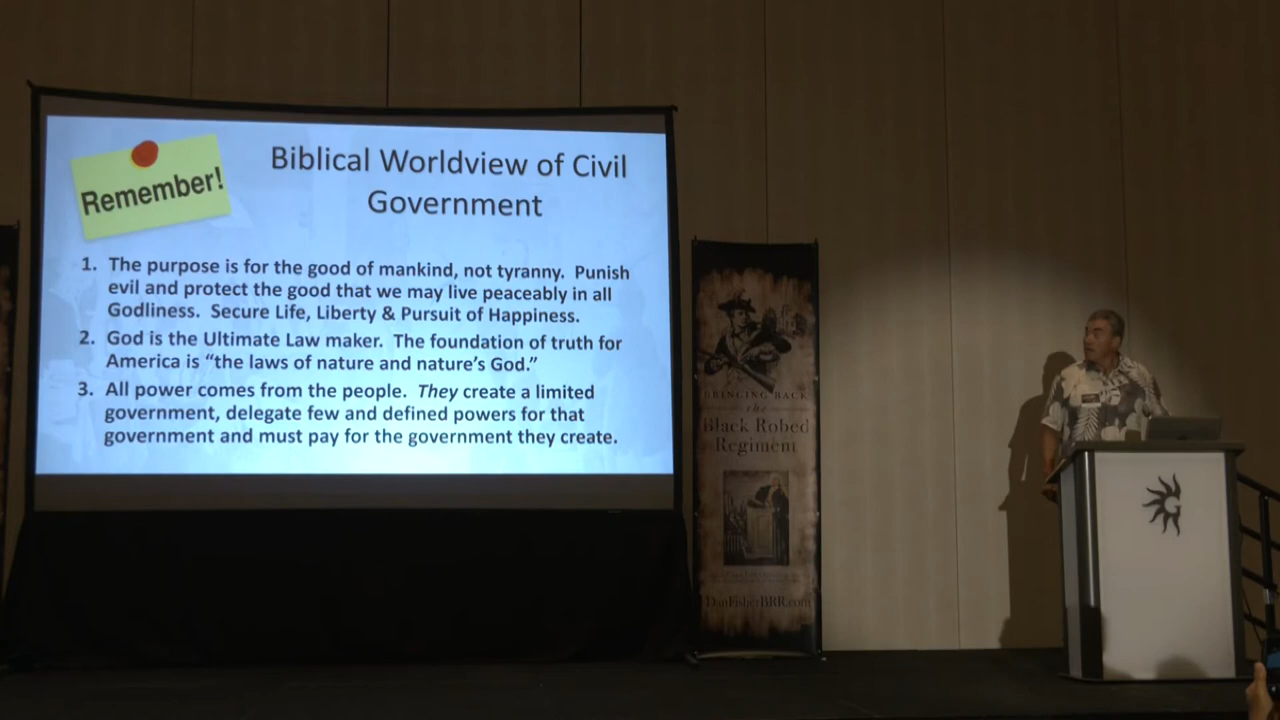 Remember!
Biblical Worldview of Civil
Government
1. The purpose is for the good of mankind, not tyranny. Punish
evil and protect the good that we may live peaceably in all
Godliness. Secure Life, Liberty & Pursuit of Happiness.
2. God is the Ultimate Law maker. The foundation of truth for
America is “the laws of nature and nature’s God.”
3. All power comes from the people. They create a limited
government, delegate few and defined powers for that
government and must pay for the government they create.
BRINGING BACK
the
Black Robed
Regiment
DanFisherBRR.com